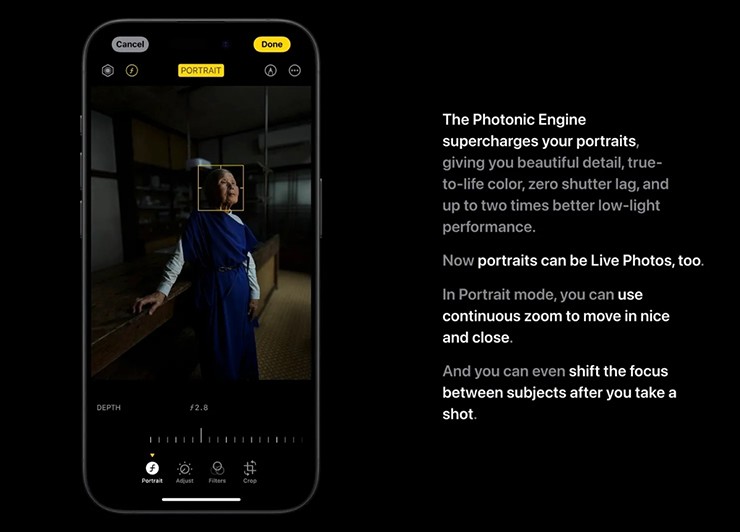 Cancel
Done
PORTRAIT
DEPTH
ƒ2.8
Portrait
Adjust
Filters
Crop
The Photonic Engine
supercharges your portraits,
giving you beautiful detail, true-
to-life color, zero shutter lag, and
up to two times better low-light
performance.
Now portraits can be Live Photos, too.
In Portrait mode, you can use
continuous zoom to move in nice
and close.
And you can even shift the focus
between subjects after you take a
shot.